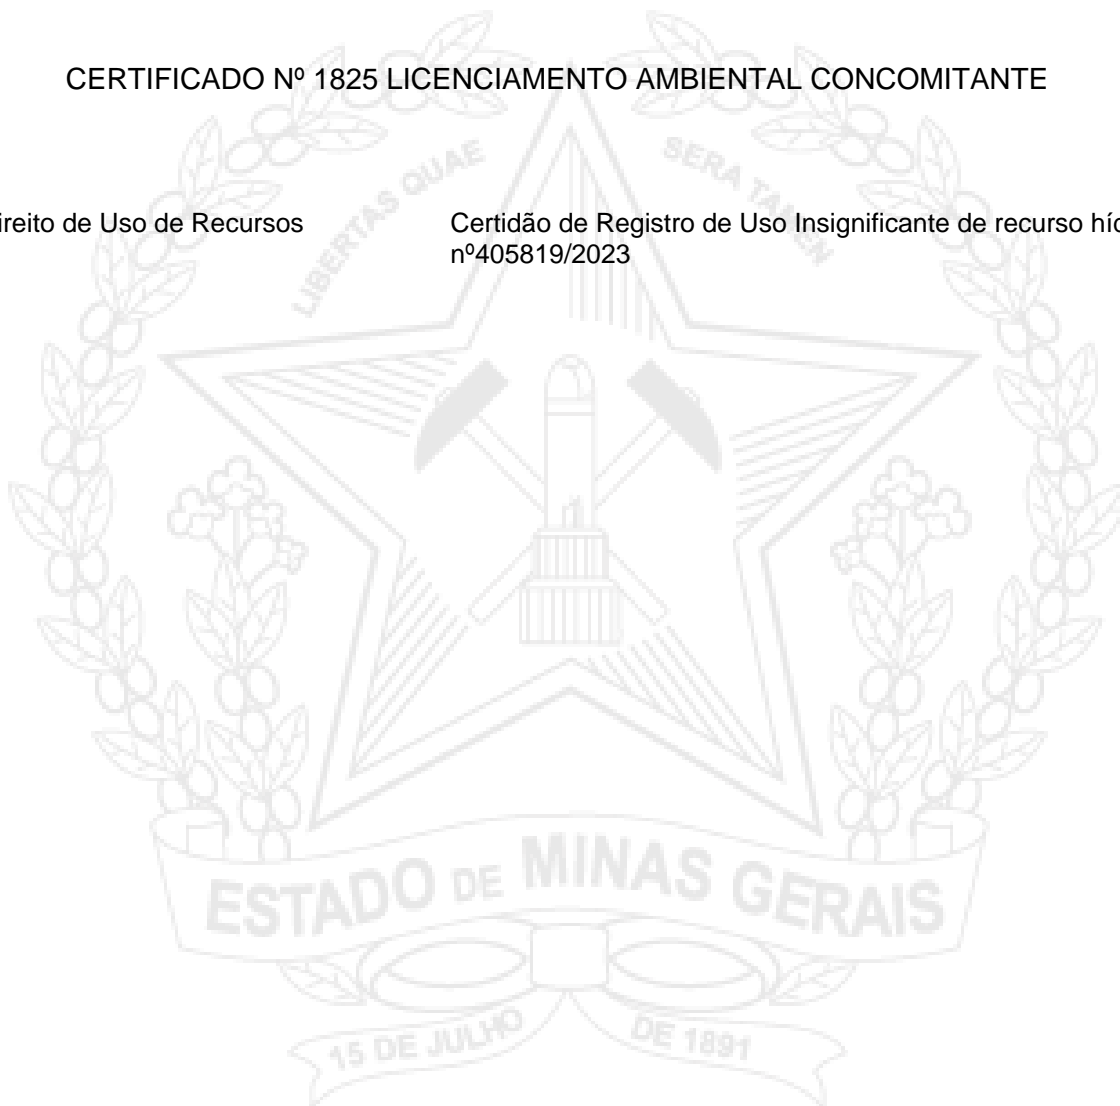 CERTIFICADO Nº 1825 LICENCIAMENTO AMBIENTAL CONCOMITANTE
LIBERTAS QUAE SERA TAMEN
ireito de Uso de Recursos
Certidão de Registro de Uso Insignificante de recurso híd
nº405819/2023
ESTADO DE MINAS GERAIS
15 DE JULHO DE 1891